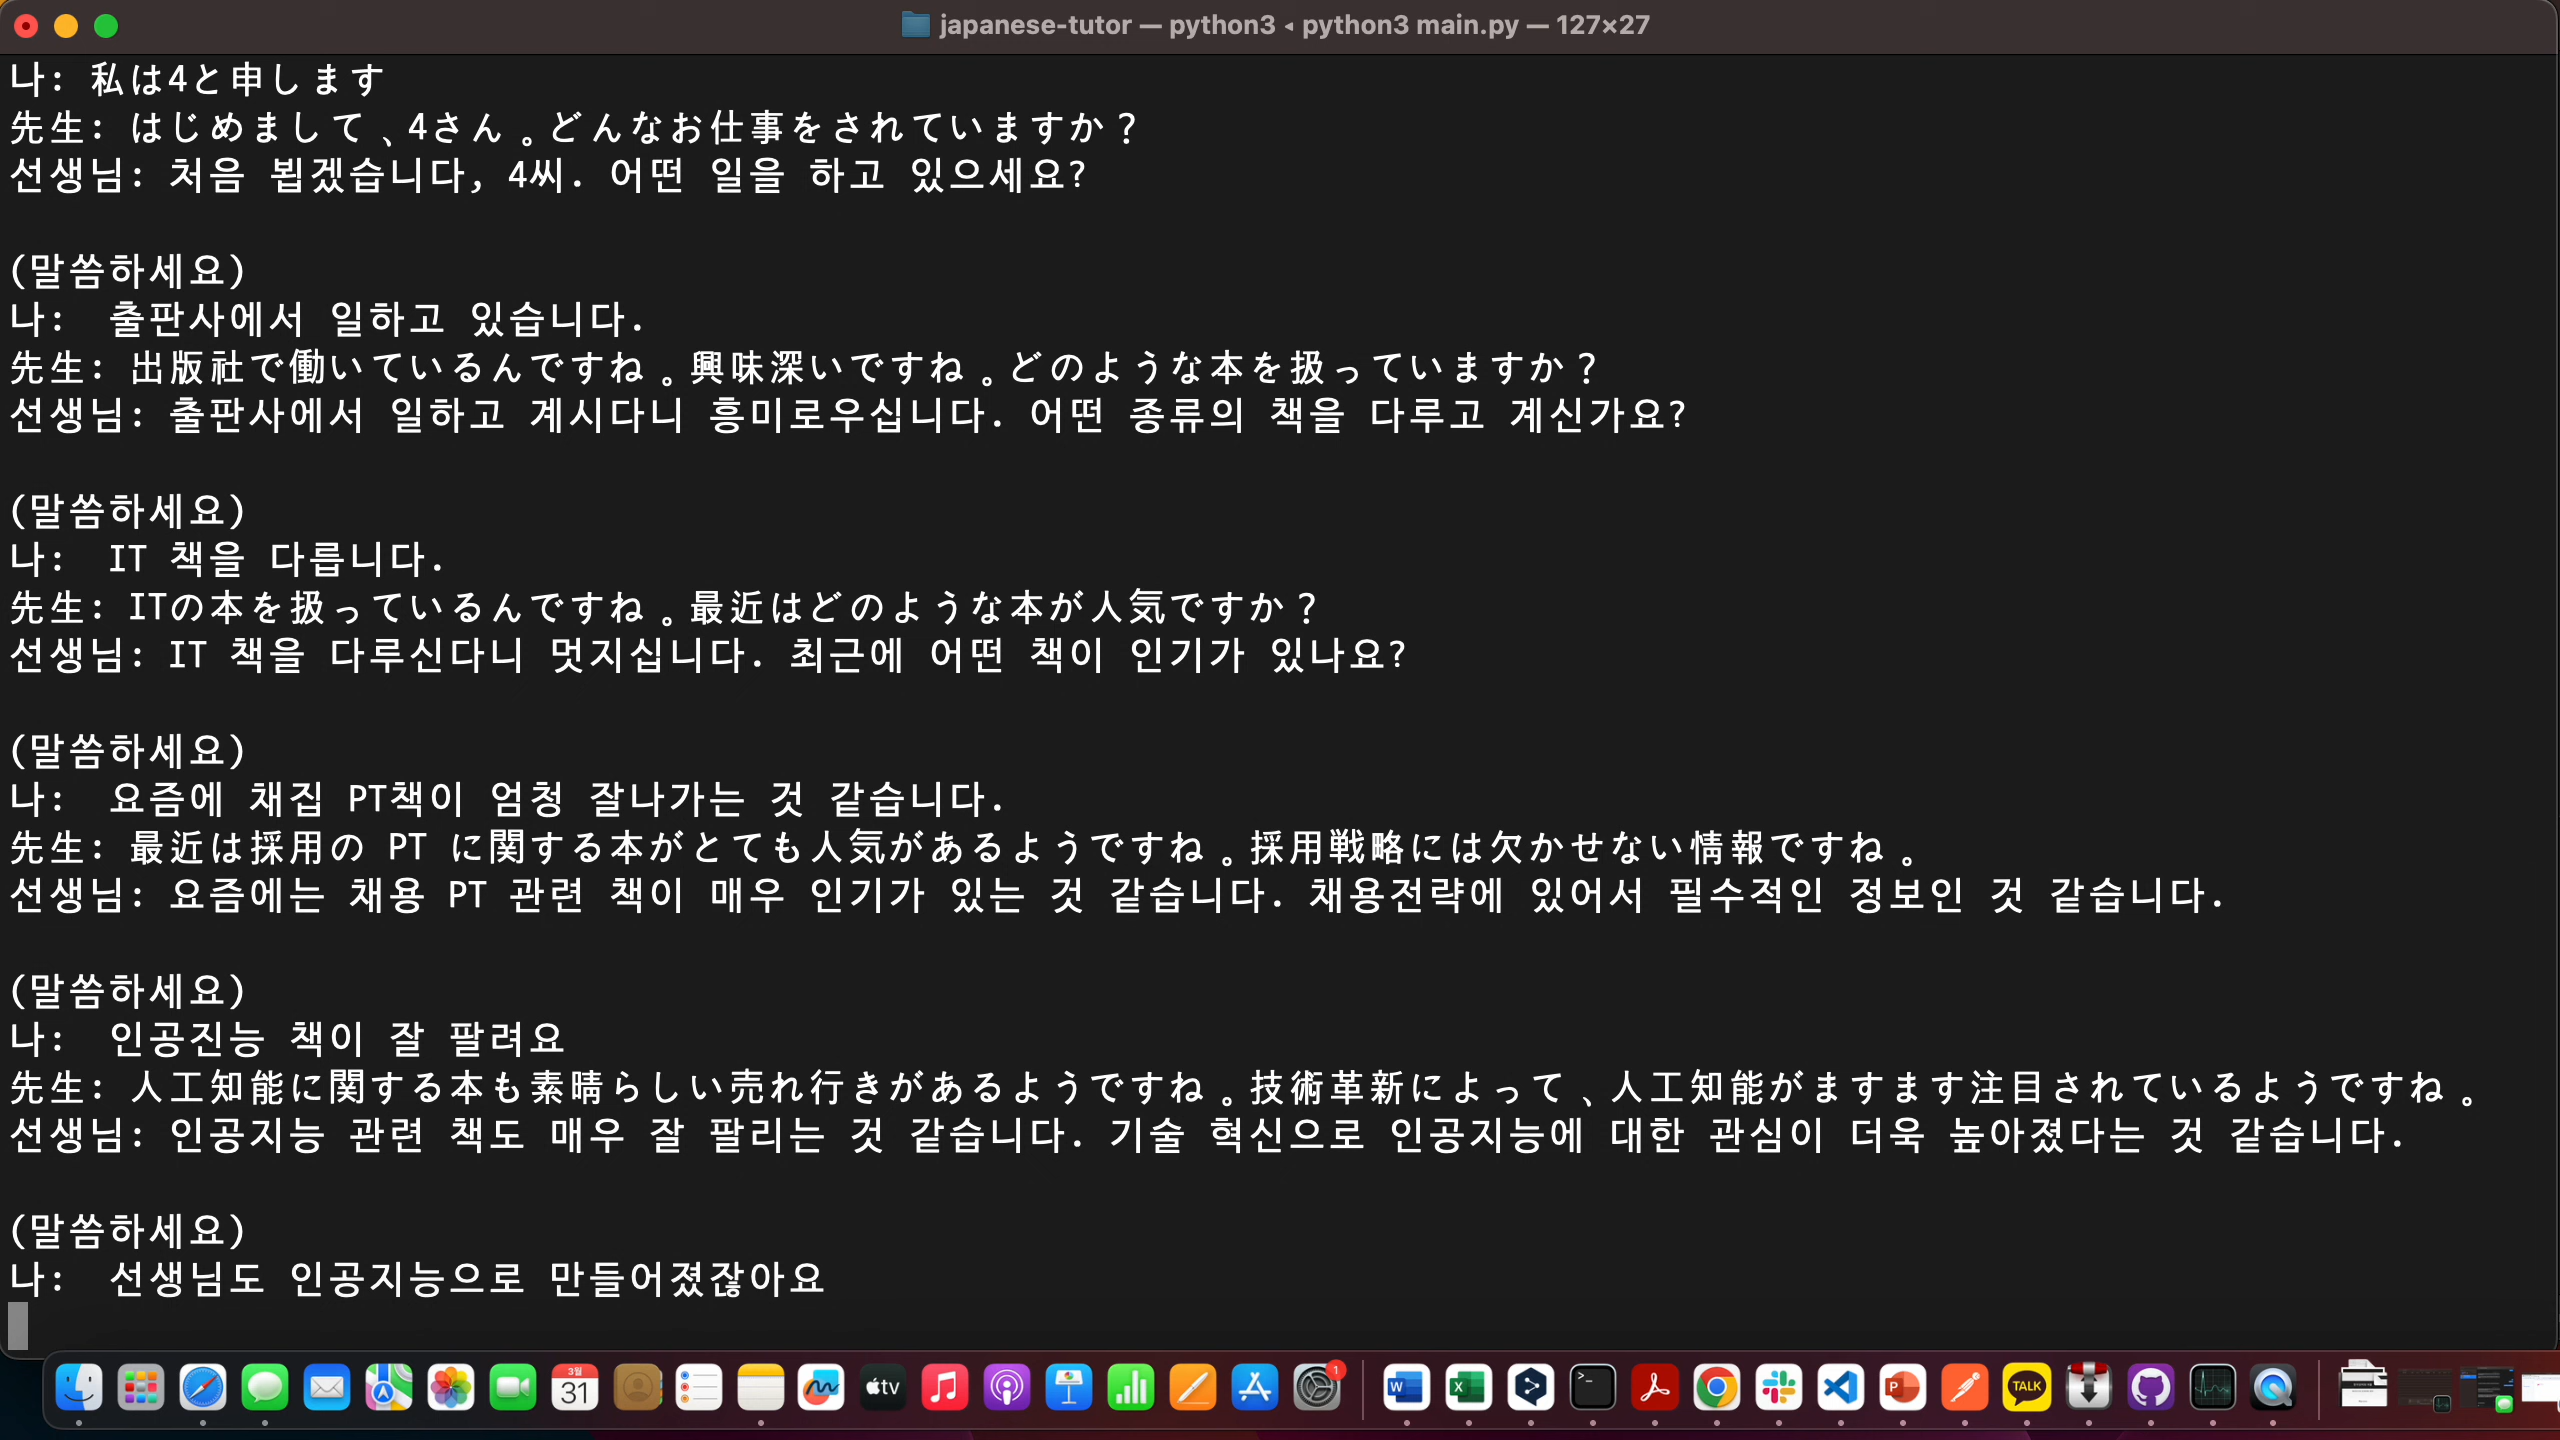 japanese-tutor — python3 ◂ python3 main.py — 127×27
나: 私は4と申します
先生: はじめまして、4さん。どんなお仕事をされていますか？
선생님: 처음 뵙겠습니다, 4씨. 어떤 일을 하고 있으세요?
(말씀하세요)
나: 출판사에서 일하고 있습니다.
先生: 出版社で働いているんですね。興味深いですね。どのような本を扱っていますか？
선생님: 출판사에서 일하고 계시다니 흥미로우십니다. 어떤 종류의 책을 다루고 계신가요?
(말씀하세요)
나: IT 책을 다룹니다.
先生: ITの本を扱っているんですね。最近はどのような本が人気ですか？
선생님: IT 책을 다루신다니 멋지십니다. 최근에 어떤 책이 인기가 있나요?
(말씀하세요)
나: 요즘에 채집 PT책이 엄청 잘나가는 것 같습니다.
先生: 最近は採用の PT に関する本がとても人気があるようですね。採用戦略には欠かせない情報ですね。
선생님: 요즘에는 채용 PT 관련 책이 매우 인기가 있는 것 같습니다. 채용전략에 있어서 필수적인 정보인 것 같습니다.
(말씀하세요)
나: 인공진능 책이 잘 팔려요
先生: 人工知能に関する本も素晴らしい売れ行きがあるようですね。技術革新によって、人工知能がますます注目されているようですね。
선생님: 인공지능 관련 책도 매우 잘 팔리는 것 같습니다. 기술 혁신으로 인공지능에 대한 관심이 더욱 높아졌다는 것 같습니다.
(말씀하세요)
나: 선생님도 인공지능으로 만들어졌잖아요
3월
31
tv
1
W
X
>_
P
TALK